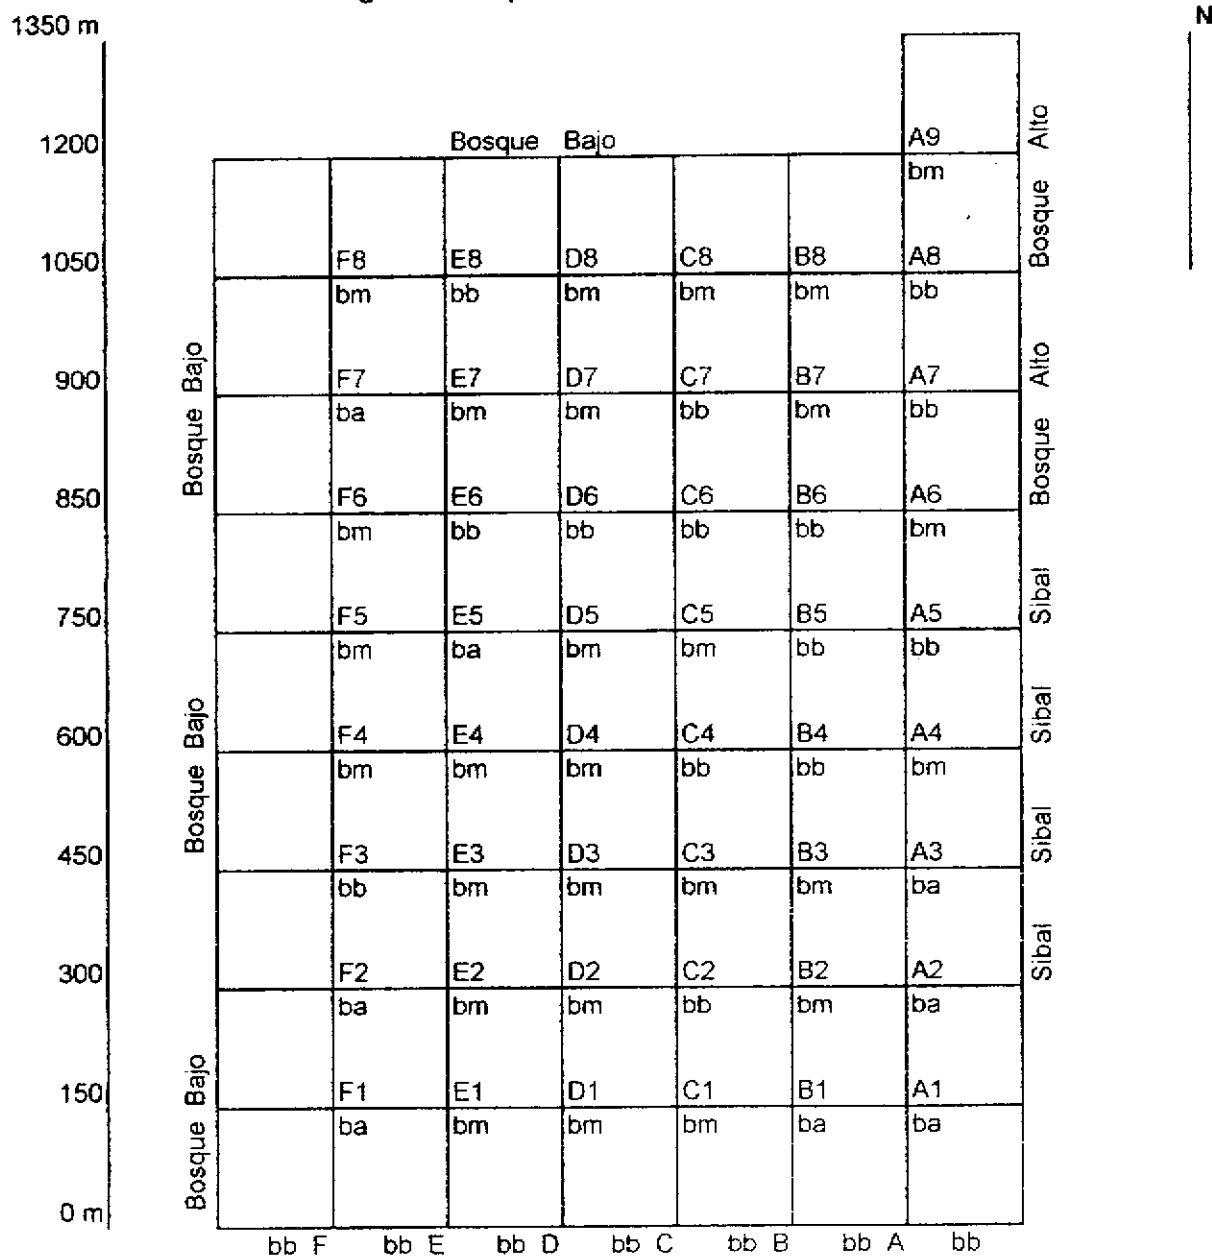 1350 m
N
1200 Bosque Bajo A9 Alto
bm
Bosque
1050 F8 E8 D8 C8 B8 A8
bm bb bm bm bm bb
Bosque Bajo
Alto
900 F7 E7 D7 C7 B7 A7
ba bm bm bb bm bb
Bosque
850 F6 E6 D6 C6 B6 A6
bm bb bb bb bb bm
Sibal
750 F5 E5 D5 C5 B5 A5
bm ba bm bm bb bb
Bosque Bajo
Sibal
600 F4 E4 D4 C4 B4 A4
bm bm bm bb bb bm
Sibal
450 F3 E3 D3 C3 B3 A3
bb bm bm bm bm ba
Sibal
300 F2 E2 D2 C2 B2 A2
ba bm bm bb bm ba
Bosque Bajo
150 F1 E1 D1 C1 B1 A1
ba bm bm bm ba ba
0 m
bb F bb E bb D bb C bb B bb A bb